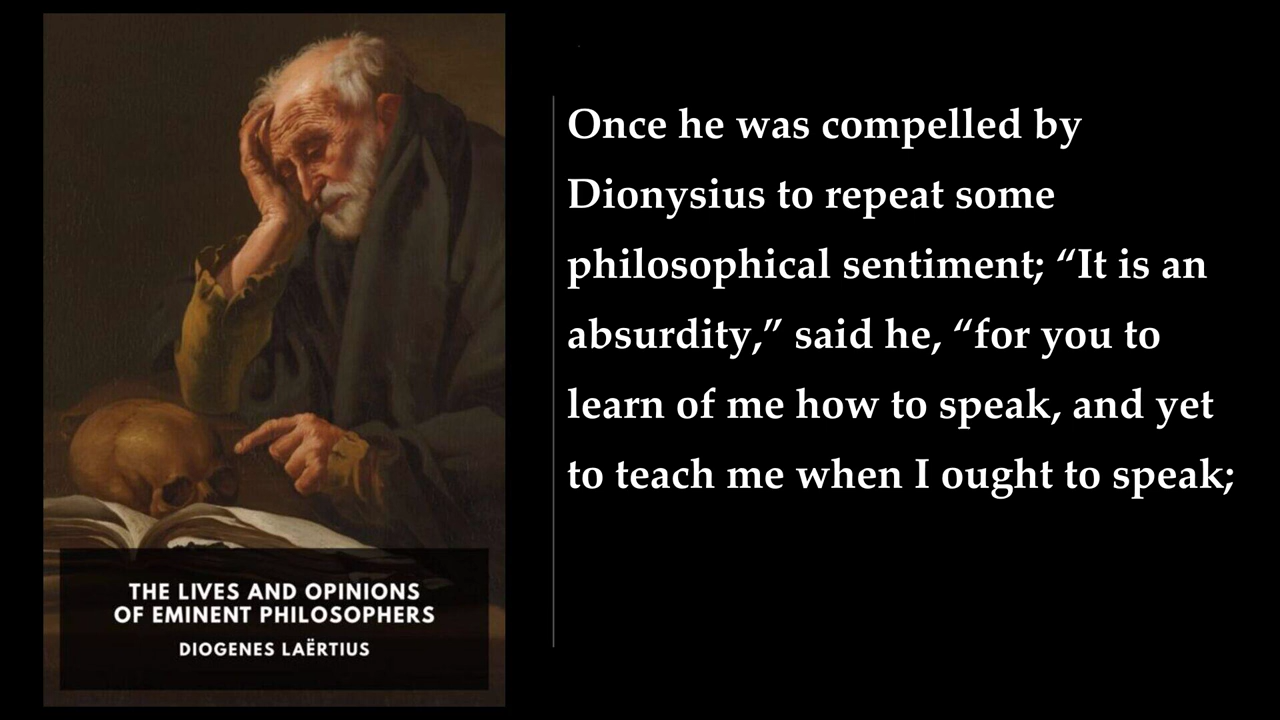 THE LIVES AND OPINIONS
OF EMINENT PHILOSOPHERS
DIOGENES LAËRTIUS
Once he was compelled by
Dionysius to repeat some
philosophical sentiment; “It is an
absurdity,” said he, “for you to
learn of me how to speak, and yet
to teach me when I ought to speak;